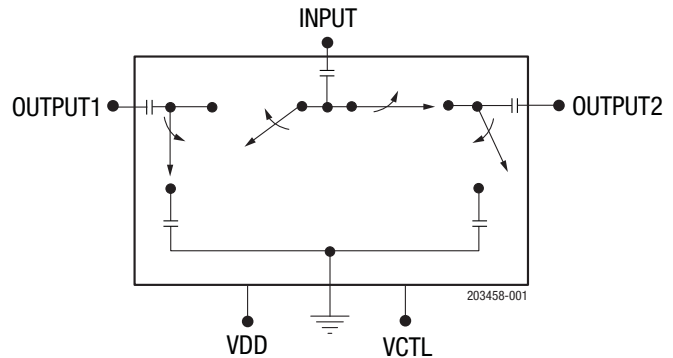 INPUT
OUTPUT1
OUTPUT2
203458-001
VDD
VCTL